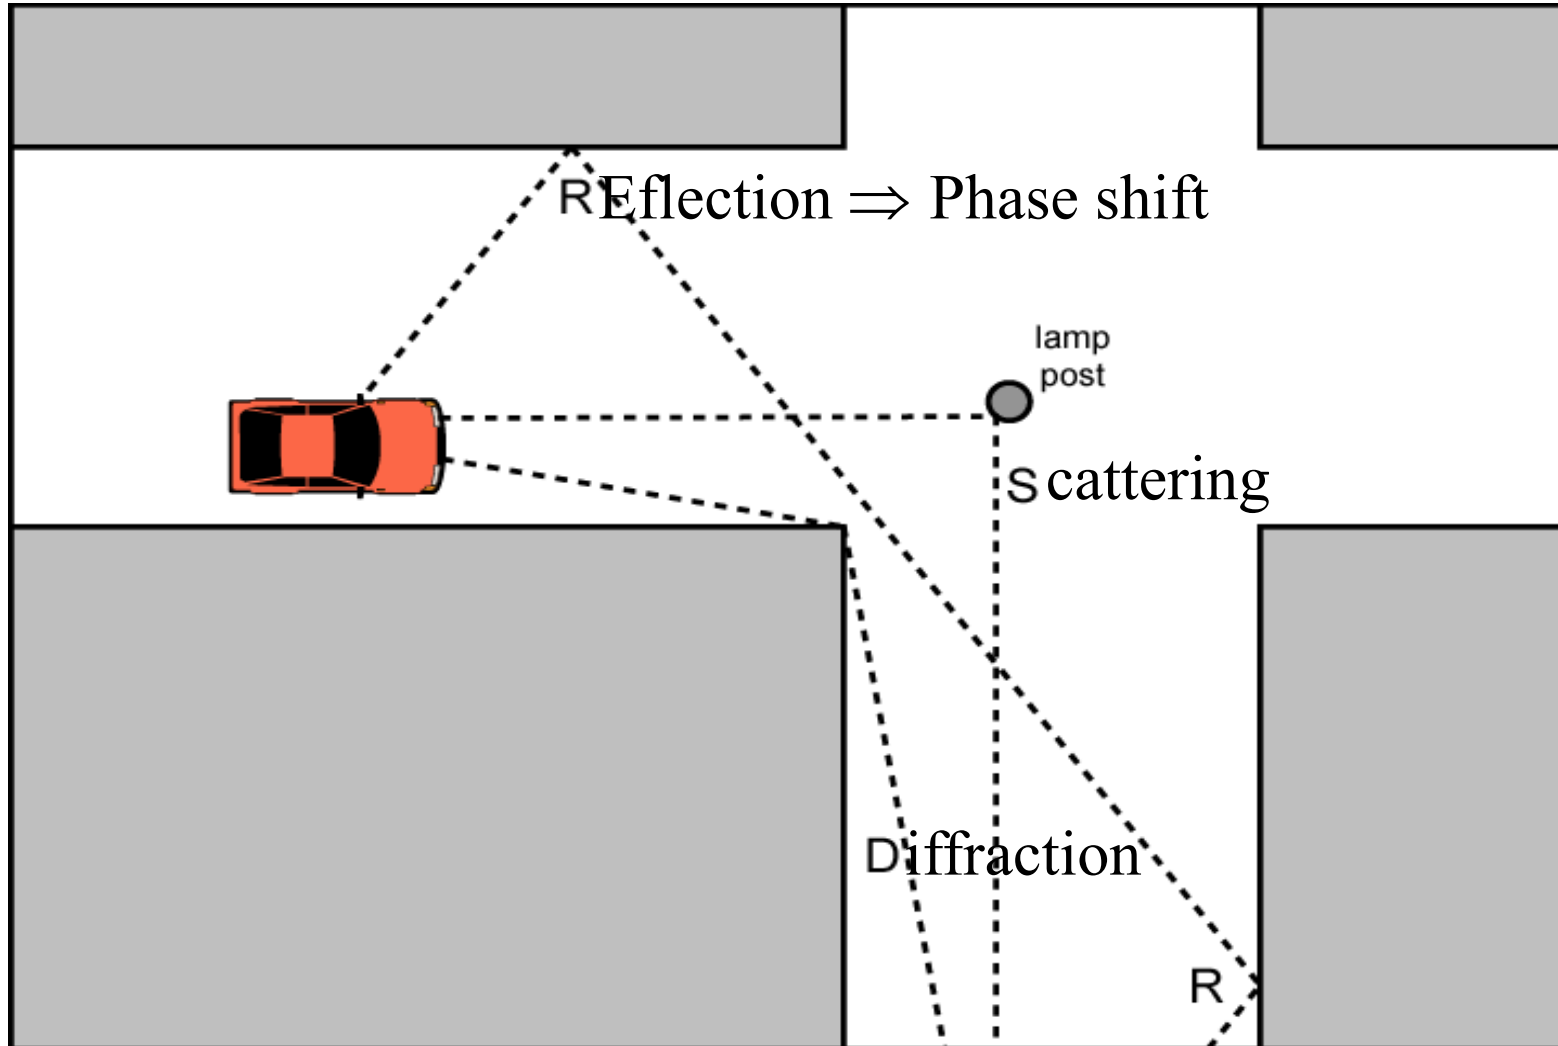 REflection ⇒ Phase shift
lamp
post
Scattering
Diffraction
R